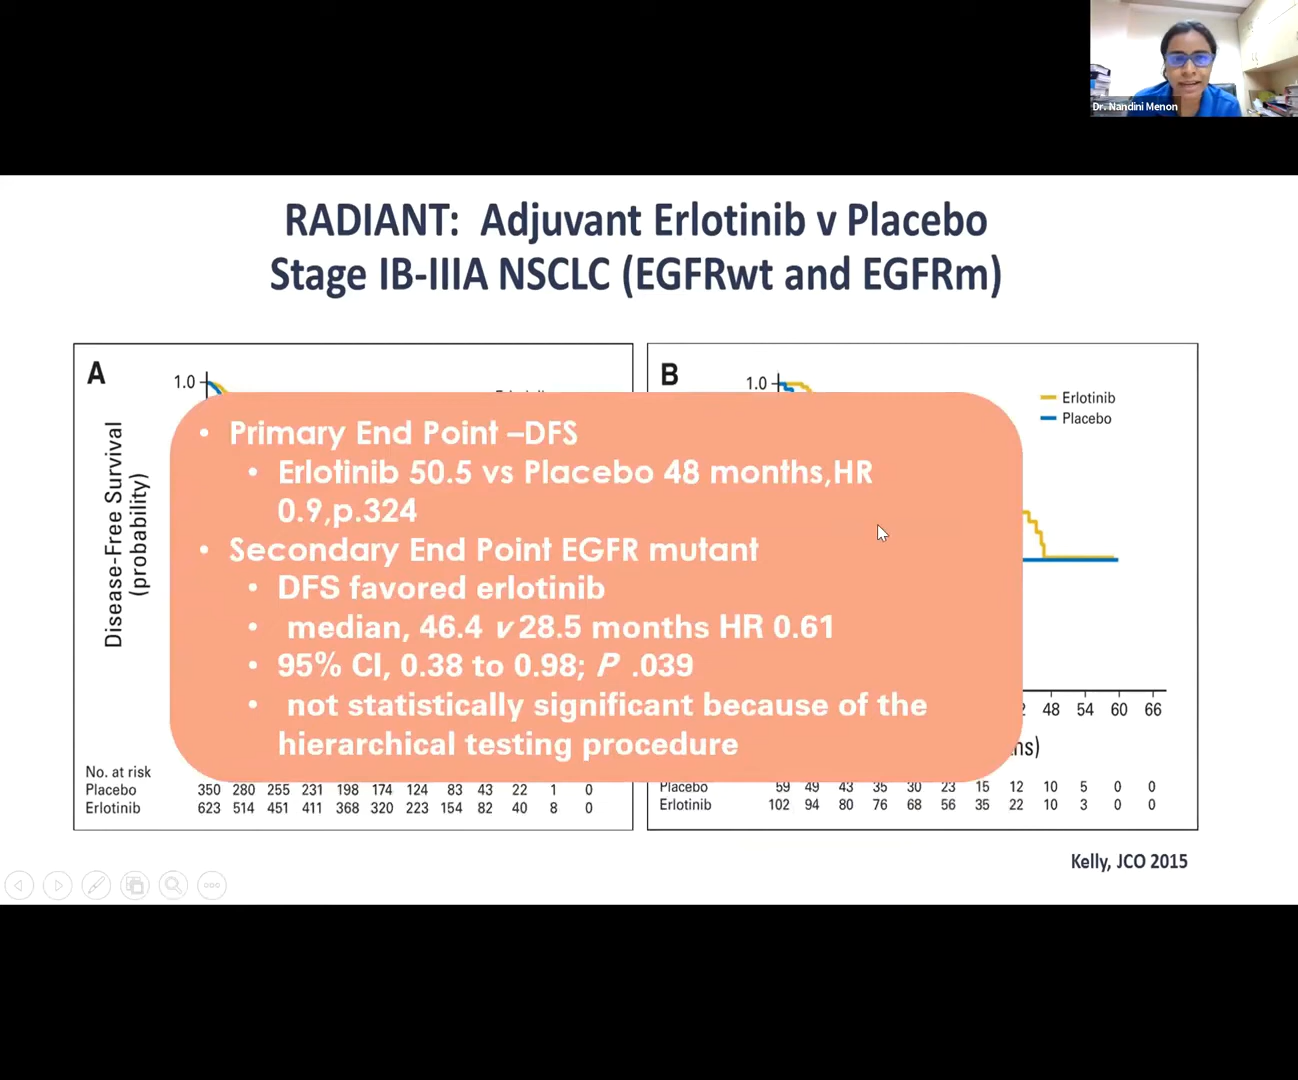 Dr. Nandini Menon
RADIANT: Adjuvant Erlotinib v Placebo
Stage IB-IIIA NSCLC (EGFRwt and EGFRm)
A
1.0
Disease-Free Survival
(probability)
B
1.0
Erlotinib
Placebo
• Primary End Point –DFS
• Erlotinib 50.5 vs Placebo 48 months,HR
0.9,p.324
• Secondary End Point EGFR mutant
• DFS favored erlotinib
• median, 46.4 v 28.5 months HR 0.61
• 95% CI, 0.38 to 0.98; P .039
• not statistically significant because of the
hierarchical testing procedure
48 54 60 66
No. at risk
Placebo 350 280 255 231 198 174 124 83 43 22 1 0
Erlotinib 623 514 451 411 368 320 223 154 82 40 8 0
Placebo 59 49 43 35 30 23 15 12 10 5 0 0
Erlotinib 102 94 80 76 68 56 35 22 10 3 0 0
Kelly, JCO 2015